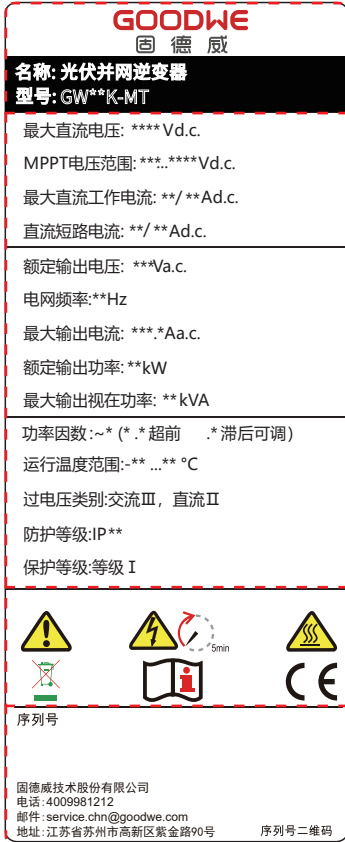 GOODWE
固德威
名称: 光伏并网逆变器
型号: GW**K-MT
最大直流电压: ****Vd.c.
MPPT电压范围: ***...****Vd.c.
最大直流工作电流: **/**Ad.c.
直流短路电流: **/**Ad.c.
额定输出电压: ***Va.c.
电网频率:**Hz
最大输出电流: ***.*Aa.c.
额定输出功率: **kW
最大输出视在功率: **kVA
功率因数:~* (*.*超前 .*滞后可调)
运行温度范围:-**...**°C
过电压类别:交流Ⅲ, 直流Ⅱ
防护等级:IP**
保护等级:等级Ⅰ
5min
i
CE
序列号
固德威技术股份有限公司
电话:4009981212
邮件:service.chn@goodwe.com
地址:江苏省苏州市高新区紫金路90号 序列号二维码